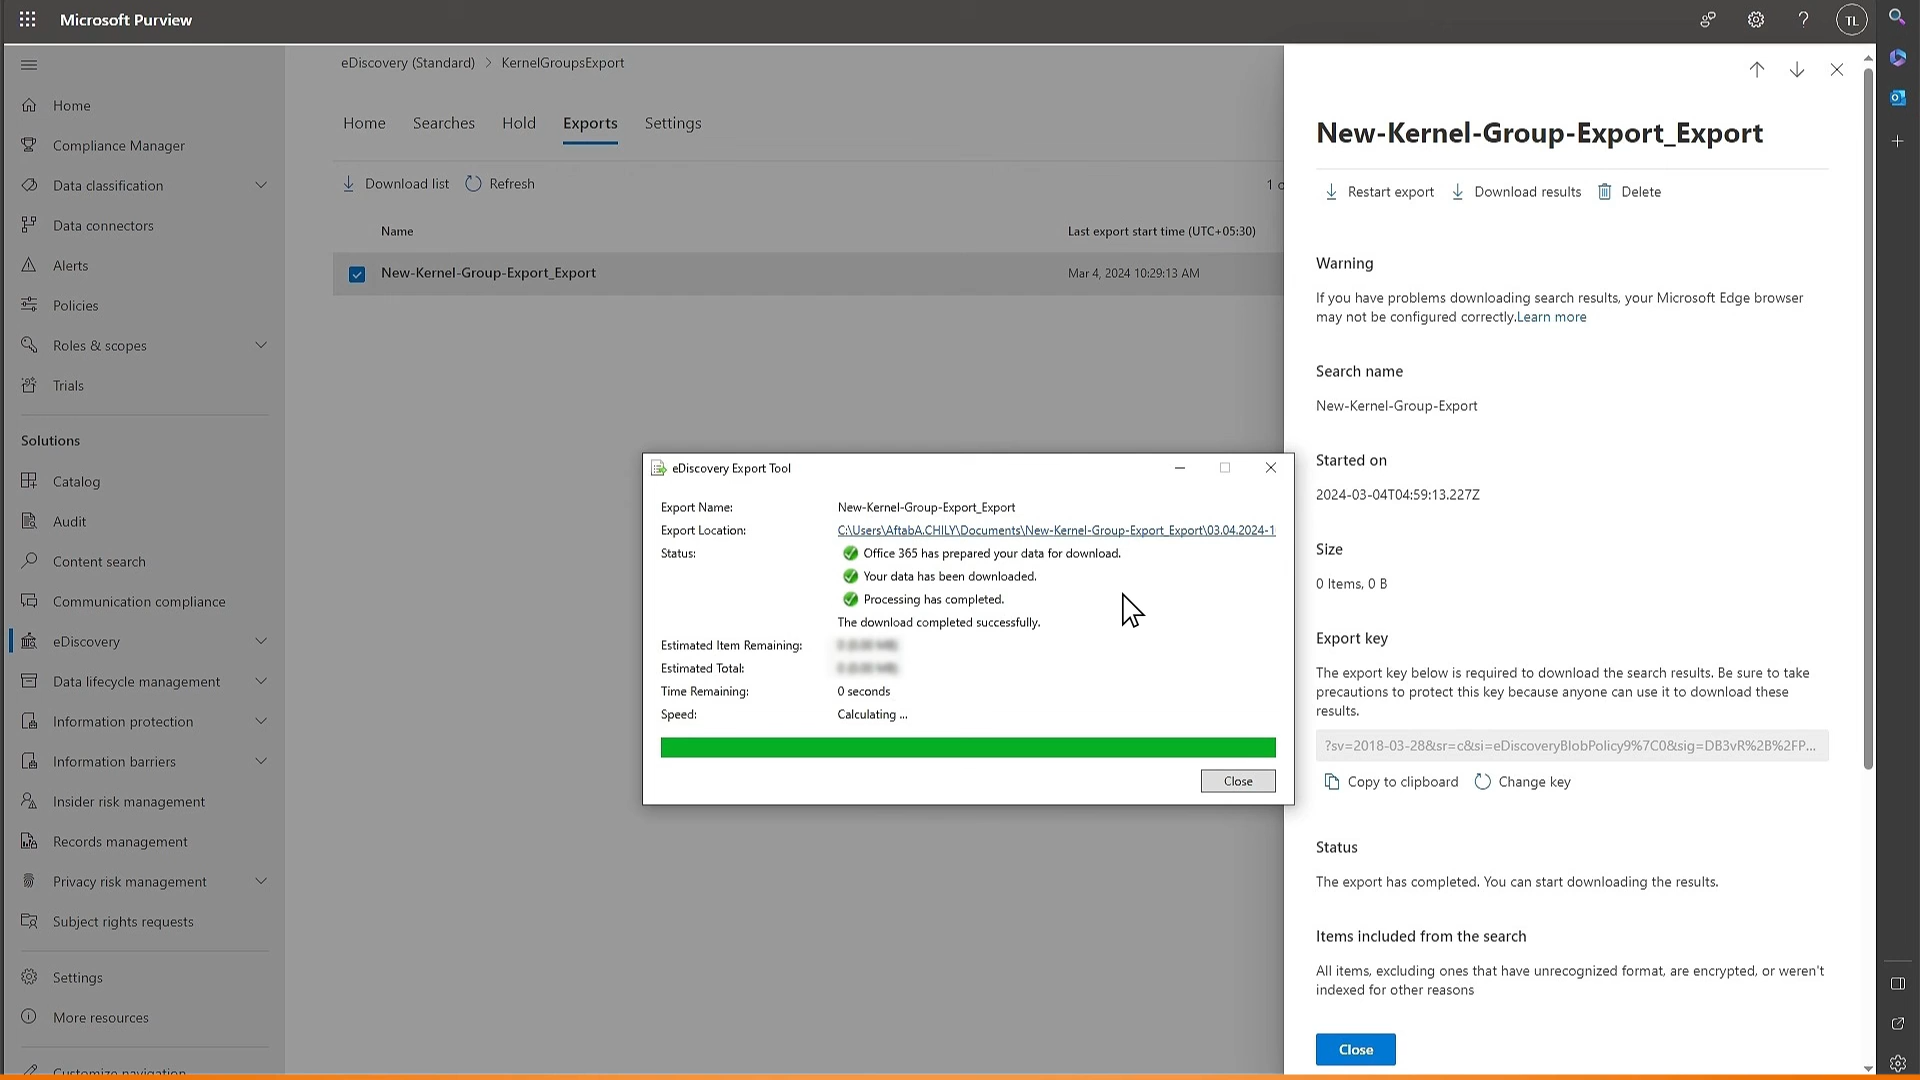 Microsoft Purview
TL
Home
Compliance Manager
Data classification
Data connectors
Alerts
Policies
Roles & scopes
Trials
Solutions
Catalog
Audit
Content search
Communication compliance
eDiscovery
Data lifecycle management
Information protection
Information barriers
Insider risk management
Records management
Privacy risk management
Subject rights requests
Settings
More resources
Customize navigation
eDiscovery (Standard) > KernelGroupsExport
Home Searches Hold Exports Settings
Download list Refresh
1 o
Name Last export start time (UTC+05:30)
New-Kernel-Group-Export_Export Mar 4, 2024 10:29:13 AM
eDiscovery Export Tool
Export Name: New-Kernel-Group-Export_Export
Export Location: C:\Users\AftabA.CHILY\Documents\New-Kernel-Group-Export_Export\03.04.2024-1
Status: Office 365 has prepared your data for download.
Your data has been downloaded.
Processing has completed.
The download completed successfully.
Estimated Item Remaining:
Estimated Total:
Time Remaining: 0 seconds
Speed: Calculating ...
Close
New-Kernel-Group-Export_Export
Restart export Download results Delete
Warning
If you have problems downloading search results, your Microsoft Edge browser
may not be configured correctly.Learn more
Search name
New-Kernel-Group-Export
Started on
2024-03-04T04:59:13.227Z
Size
0 Items, 0 B
Export key
The export key below is required to download the search results. Be sure to take
precautions to protect this key because anyone can use it to download these
results.
?sv=2018-03-28&sr=c&si=eDiscoveryBlobPolicy9%7C0&sig=DB3vR%2B%2FP...
Copy to clipboard Change key
Status
The export has completed. You can start downloading the results.
Items included from the search
All items, excluding ones that have unrecognized format, are encrypted, or weren't
indexed for other reasons
Close